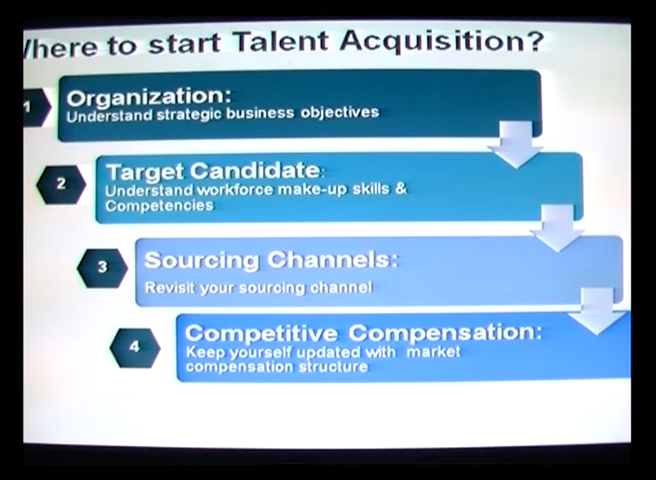 here to start Talent Acquisition?
1
Organization:
Understand strategic business objectives
2
Target Candidate:
Understand workforce make-up skills &
Competencies
3
Sourcing Channels:
Revisit your sourcing channel
4
Competitive Compensation:
Keep yourself updated with market
compensation structure